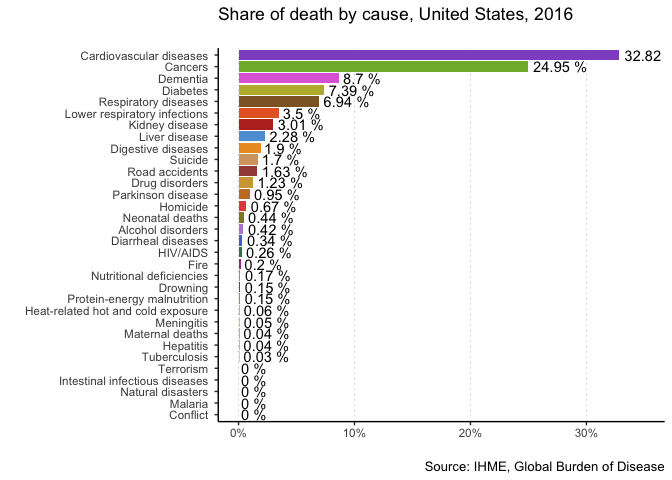 Share of death by cause, United States, 2016
Cardiovascular diseases 32.82
Cancers 24.95 %
Dementia 8.7 %
Diabetes 7.39 %
Respiratory diseases 6.94 %
Lower respiratory infections 3.5 %
Kidney disease 3.01 %
Liver disease 2.28 %
Digestive diseases 1.9 %
Suicide 1.7 %
Road accidents 1.63 %
Drug disorders 1.23 %
Parkinson disease 0.95 %
Homicide 0.67 %
Neonatal deaths 0.44 %
Alcohol disorders 0.42 %
Diarrheal diseases 0.34 %
HIV/AIDS 0.26 %
Fire 0.2 %
Nutritional deficiencies 0.17 %
Drowning 0.15 %
Protein-energy malnutrition 0.15 %
Heat-related hot and cold exposure 0.06 %
Meningitis 0.05 %
Maternal deaths 0.04 %
Hepatitis 0.04 %
Tuberculosis 0.03 %
Terrorism 0 %
Intestinal infectious diseases 0 %
Natural disasters 0 %
Malaria 0 %
Conflict 0 %
0% 10% 20% 30%
Source: IHME, Global Burden of Disease